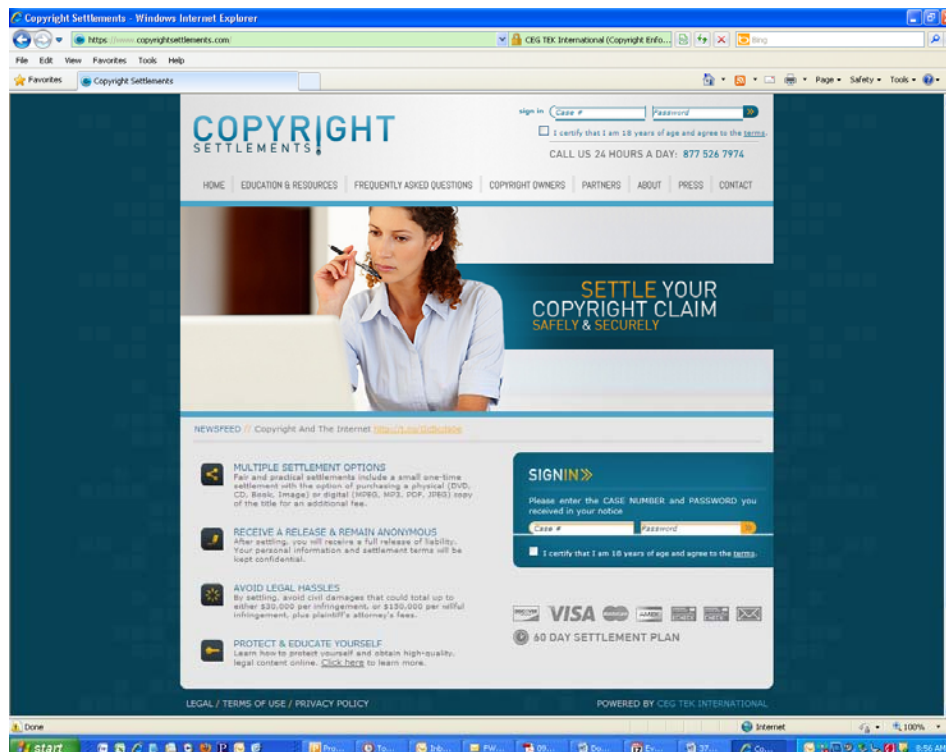 Copyright Settlements - Windows Internet Explorer
https://www.copyrightsettlements.com
CEG TEK International (Copyright Enfo...
Bing
File Edit View Favorites Tools Help
Favorites Copyright Settlements Page Safety Tools
sign in Case # Password
I certify that I am 18 years of age and agree to the terms.
COPYRIGHT
SETTLEMENTS
CALL US 24 HOURS A DAY: 877 526 7974
HOME EDUCATION & RESOURCES FREQUENTLY ASKED QUESTIONS COPYRIGHT OWNERS PARTNERS ABOUT PRESS CONTACT
SETTLE YOUR
COPYRIGHT CLAIM
SAFELY & SECURELY
NEWSFEED // Copyright And The Internet
MULTIPLE SETTLEMENT OPTIONS
Fair and practical settlements include a small one-time
settlement with the option of purchasing a physical (DVD,
CD, Book, Image) or digital (MPEG, MP3, PDF, JPEG) copy
of the title for an additional fee.
RECEIVE A RELEASE & REMAIN ANONYMOUS
After settling, you will receive a full release of liability.
Your personal information and settlement terms will be
kept confidential.
AVOID LEGAL HASSLES
By settling, avoid civil damages that could total up to
either $30,000 per infringement, or $150,000 per willful
infringement, plus plaintiff's attorney's fees.
PROTECT & EDUCATE YOURSELF
Learn how to protect yourself and obtain high-quality,
legal content online. Click here to learn more.
SIGNIN
Please enter the CASE NUMBER and PASSWORD you
received in your notice
Case # Password
I certify that I am 18 years of age and agree to the terms.
VISA
60 DAY SETTLEMENT PLAN
LEGAL / TERMS OF USE / PRIVACY POLICY
POWERED BY CEG TEK INTERNATIONAL
Done Internet 100%
start Pro... To... Inb... FW... 09... Do... Ev... 37... Co... 9:56 AM